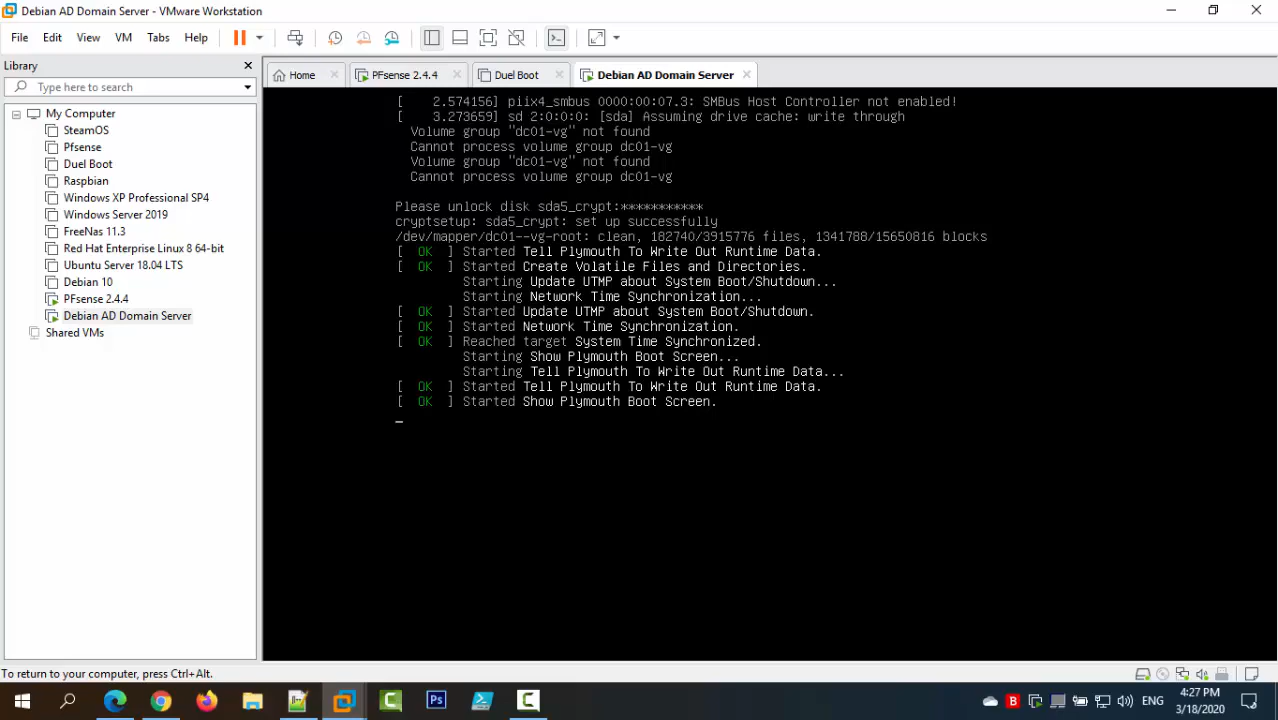 Debian AD Domain Server - VMware Workstation
File Edit View VM Tabs Help
Library
Type here to search
My Computer
SteamOS
Pfsense
Duel Boot
Raspbian
Windows XP Professional SP4
Windows Server 2019
FreeNas 11.3
Red Hat Enterprise Linux 8 64-bit
Ubuntu Server 18.04 LTS
Debian 10
PFsense 2.4.4
Debian AD Domain Server
Shared VMs
Home PFsense 2.4.4 Duel Boot Debian AD Domain Server
[    2.574156] piix4_smbus 0000:00:07.3: SMBus Host Controller not enabled!
[    3.273659] sd 2:0:0:0: [sda] Assuming drive cache: write through
Volume group "dc01-vg" not found
Cannot process volume group dc01-vg
Volume group "dc01-vg" not found
Cannot process volume group dc01-vg
Please unlock disk sda5_crypt:***********
cryptsetup: sda5_crypt: set up successfully
/dev/mapper/dc01--vg-root: clean, 182740/3915776 files, 1341788/15650816 blocks
[  OK  ] Started Tell Plymouth To Write Out Runtime Data.
[  OK  ] Started Create Volatile Files and Directories.
Starting Update UTMP about System Boot/Shutdown...
Starting Network Time Synchronization...
[  OK  ] Started Update UTMP about System Boot/Shutdown.
[  OK  ] Started Network Time Synchronization.
[  OK  ] Reached target System Time Synchronized.
Starting Show Plymouth Boot Screen...
Starting Tell Plymouth To Write Out Runtime Data...
[  OK  ] Started Tell Plymouth To Write Out Runtime Data.
[  OK  ] Started Show Plymouth Boot Screen.
_
To return to your computer, press Ctrl+Alt.
Ps
B
ENG
4:27 PM
3/18/2020